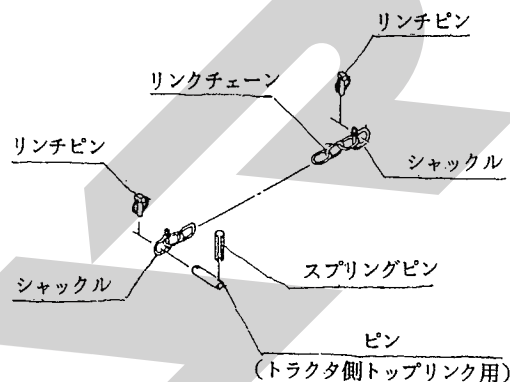 リンチピン
リンクチェーン
リンチピン
シャックル
シャックル
スプリングピン
ピン
(トラクタ側トップリンク用)